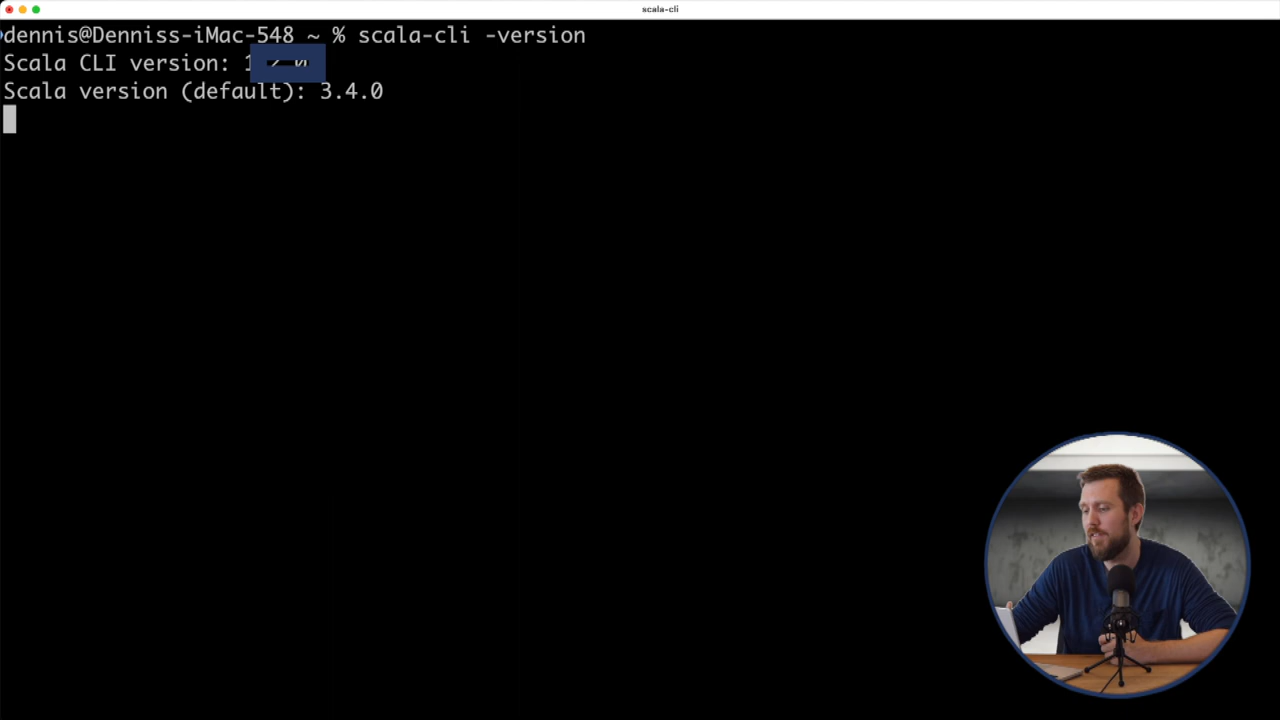 scala-cli
dennis@Denniss-iMac-548 ~ % scala-cli -version
Scala CLI version:
Scala version (default): 3.4.0